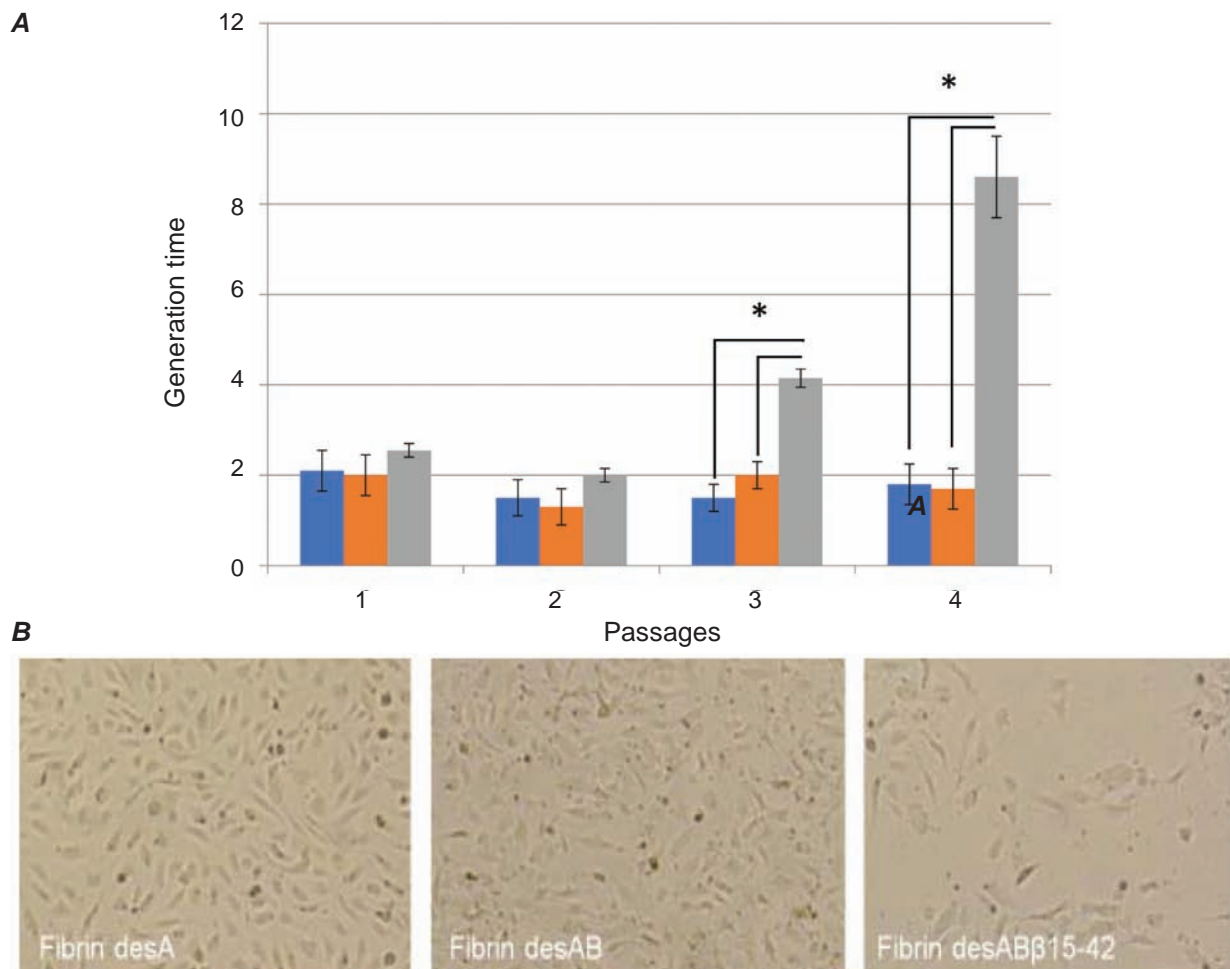 A
12
10
8
6
4
2
0
Generation time
*
*
A
1 2 3 4
Passages
B
Fibrin desA
Fibrin desAB
Fibrin desABβ15-42